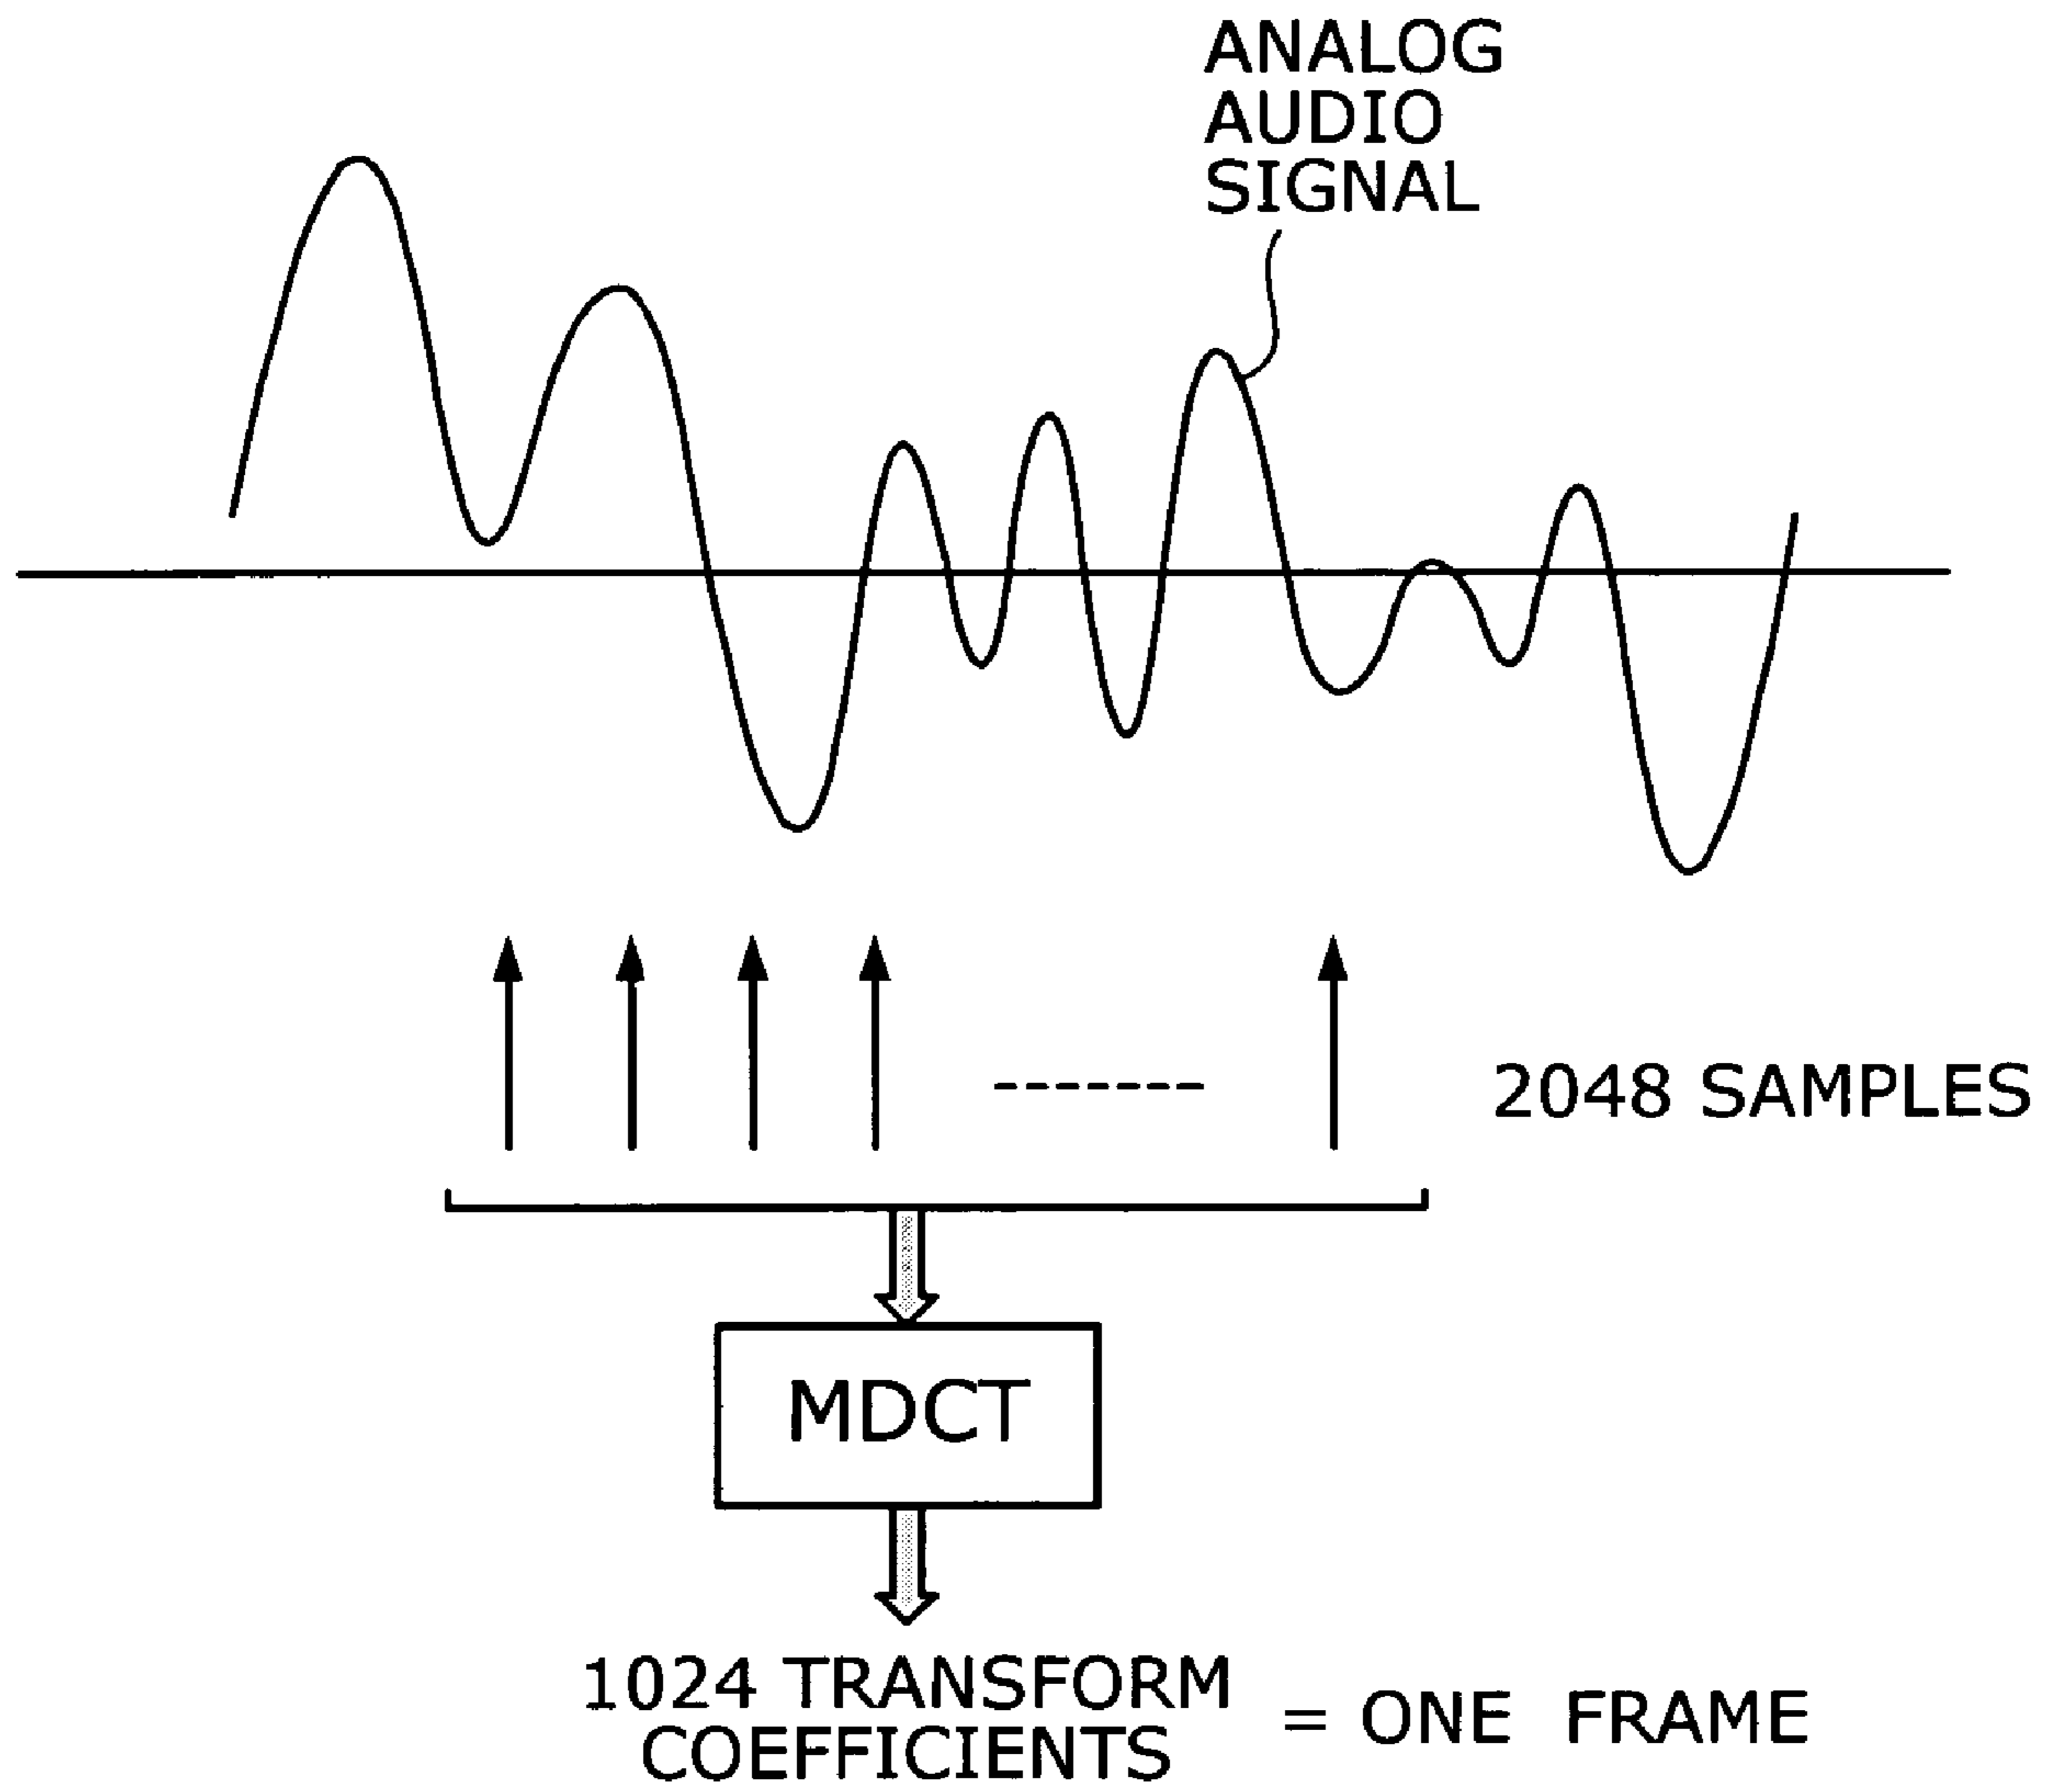 ANALOG
AUDIO
SIGNAL
2048 SAMPLES
MDCT
1024 TRANSFORM
COEFFICIENTS
= ONE FRAME